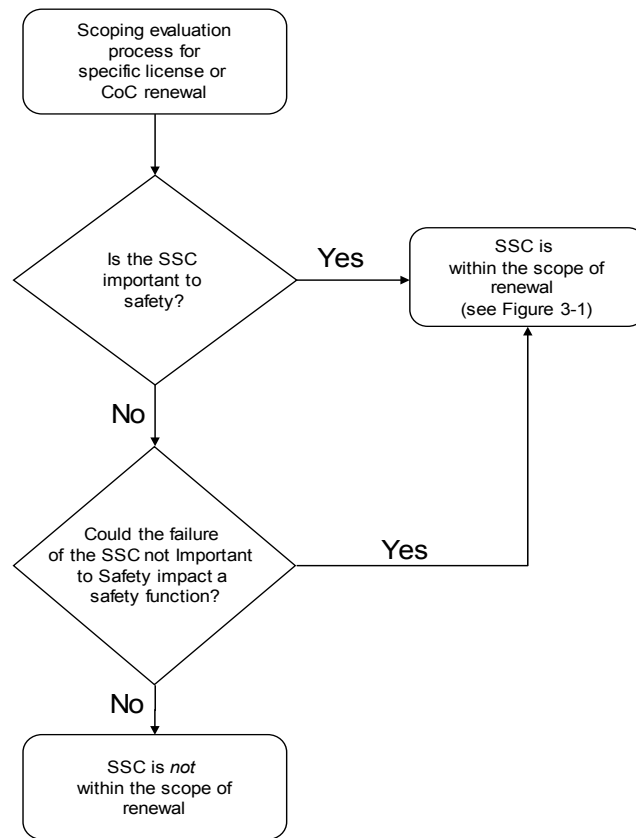 Scoping evaluation
process for
specific license or
CoC renewal
Is the SSC
important to
safety?
Yes
SSC is
within the scope of
renewal
(see Figure 3-1)
No
Could the failure
of the SSC not Important
to Safety impact a
safety function?
Yes
No
SSC is not
within the scope of
renewal